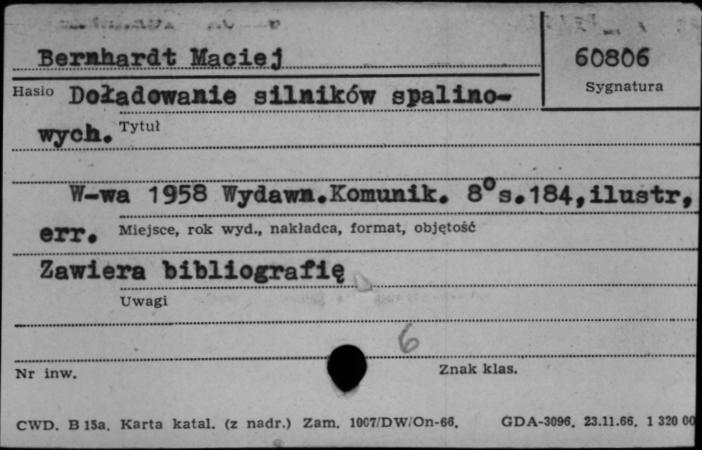 Bernhardt Maciej
60806
Hasło Doładowanie silników spalino-
Sygnatura
wych. Tytuł
W-wa 1958 Wydawn.Komunik. 8°s.184,ilustr,
err. Miejsce, rok wyd., nakładca, format, objętość
Zawiera bibliografię
Uwagi
6
Nr inw.
Znak klas.
CWD. B 15a. Karta katal. (z nadr.) Zam. 1007/DW/On-66. GDA-3096. 23.11.66. 1 320 00